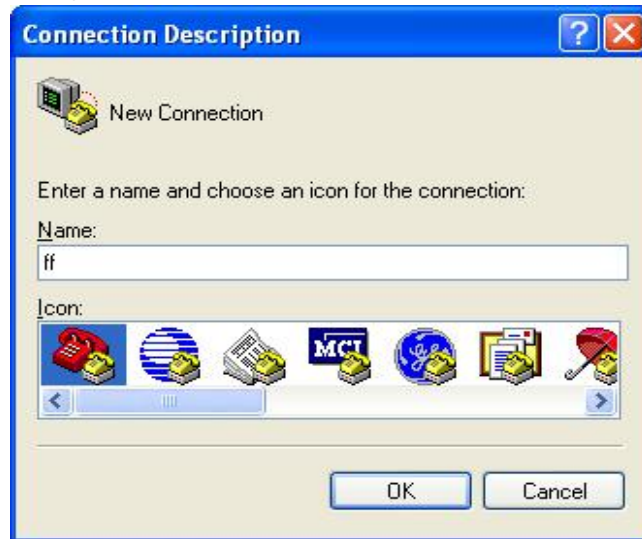 Connection Description
New Connection
Enter a name and choose an icon for the connection:
Name:
ff
Icon:
MCI
OK Cancel